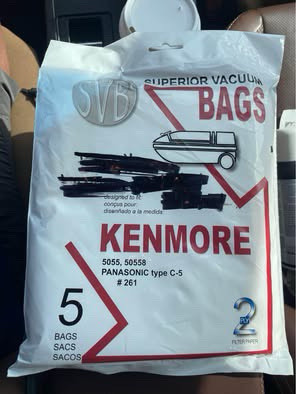 SUPERIOR VACUUM
SVB
BAGS
designed to fit:
conçus pour:
diseñado a la medida:
KENMORE
5055, 50558
PANASONIC type C-5
# 261
5
BAGS
SACS
SACOS
2
PLY
FILTER PAPER